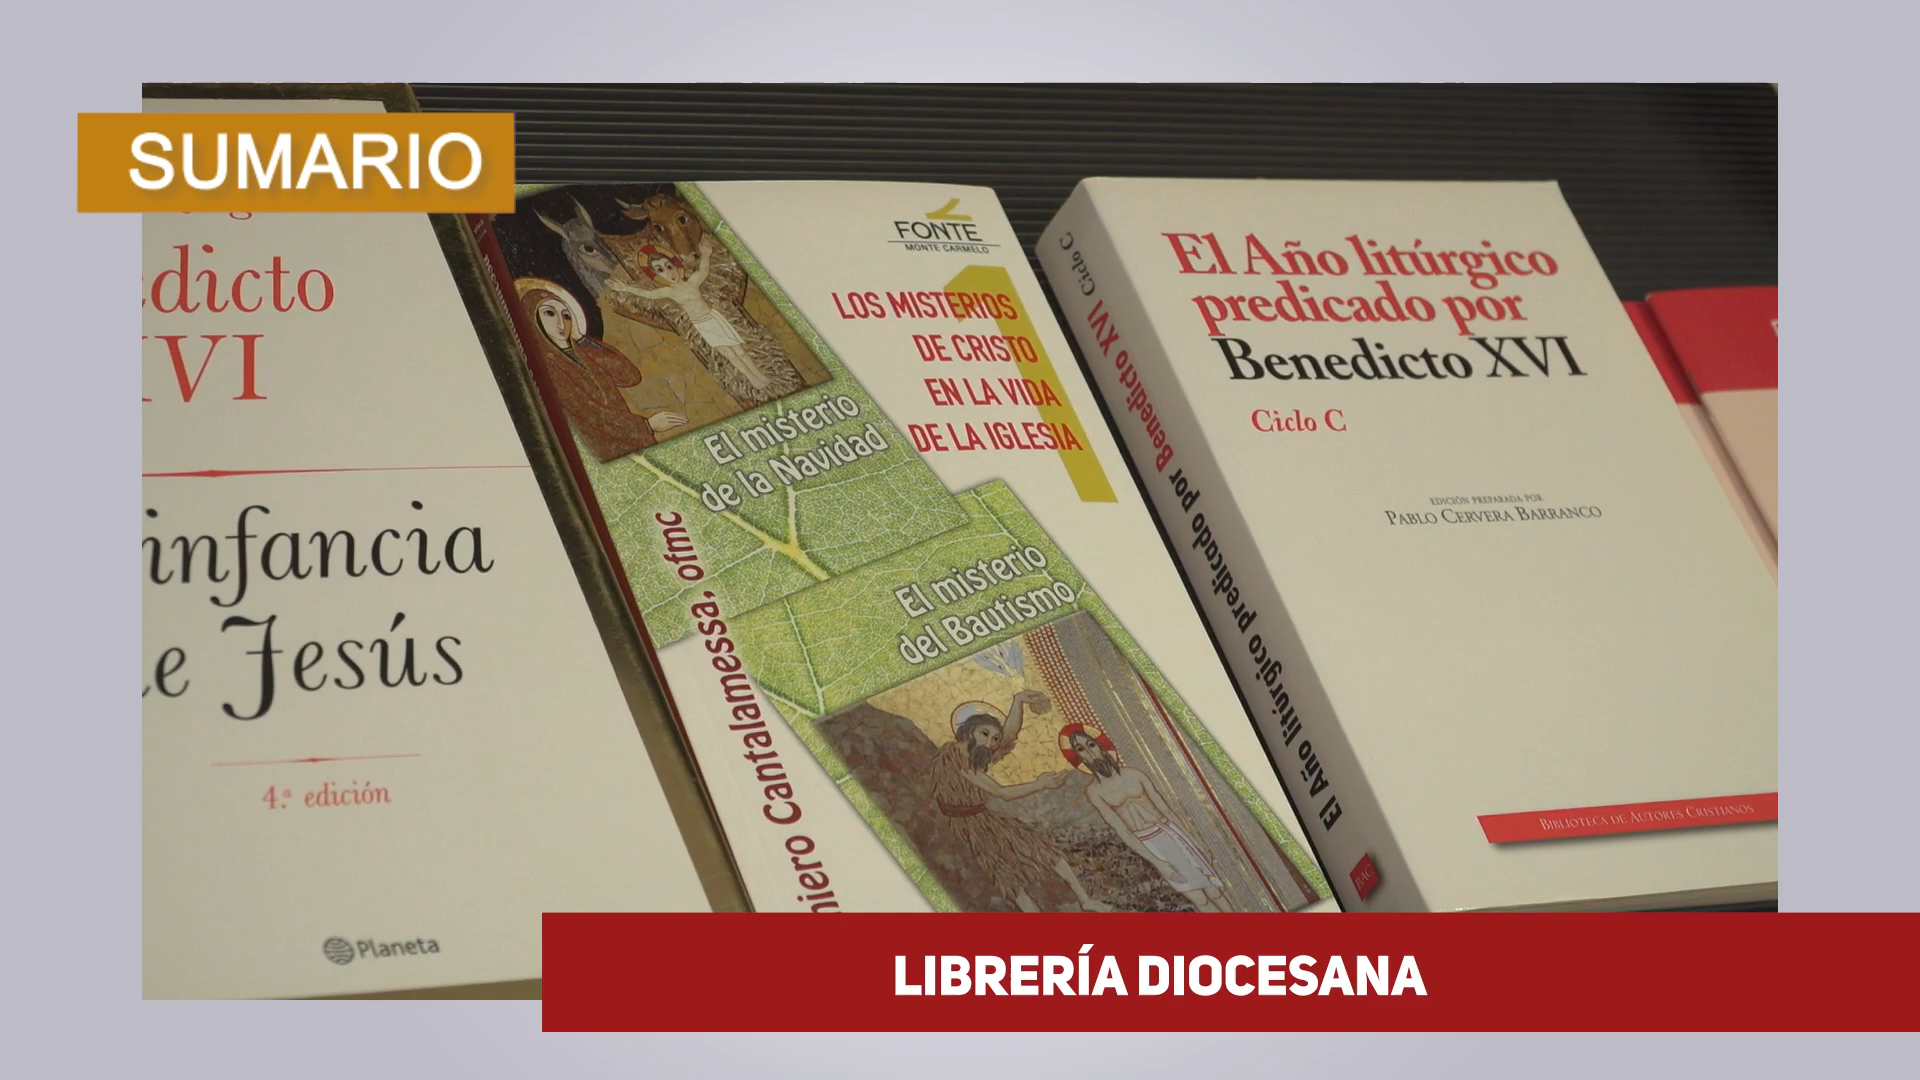 SUMARIO
edicto
XVI
infancia
e Jesús
4.ª edición
Planeta
FONTE
MONTE CARMELO
1
LOS MISTERIOS
DE CRISTO
EN LA VIDA
DE LA IGLESIA
El misterio
de la Navidad
El misterio
del Bautismo
niero Cantalamessa, ofmc
El Año litúrgico predicado por Benedicto XVI Ciclo C
BAC
El Año litúrgico
predicado por
Benedicto XVI
Ciclo C
EDICIÓN PREPARADA POR
PABLO CERVERA BARRANCO
BIBLIOTECA DE AUTORES CRISTIANOS
LIBRERÍA DIOCESANA